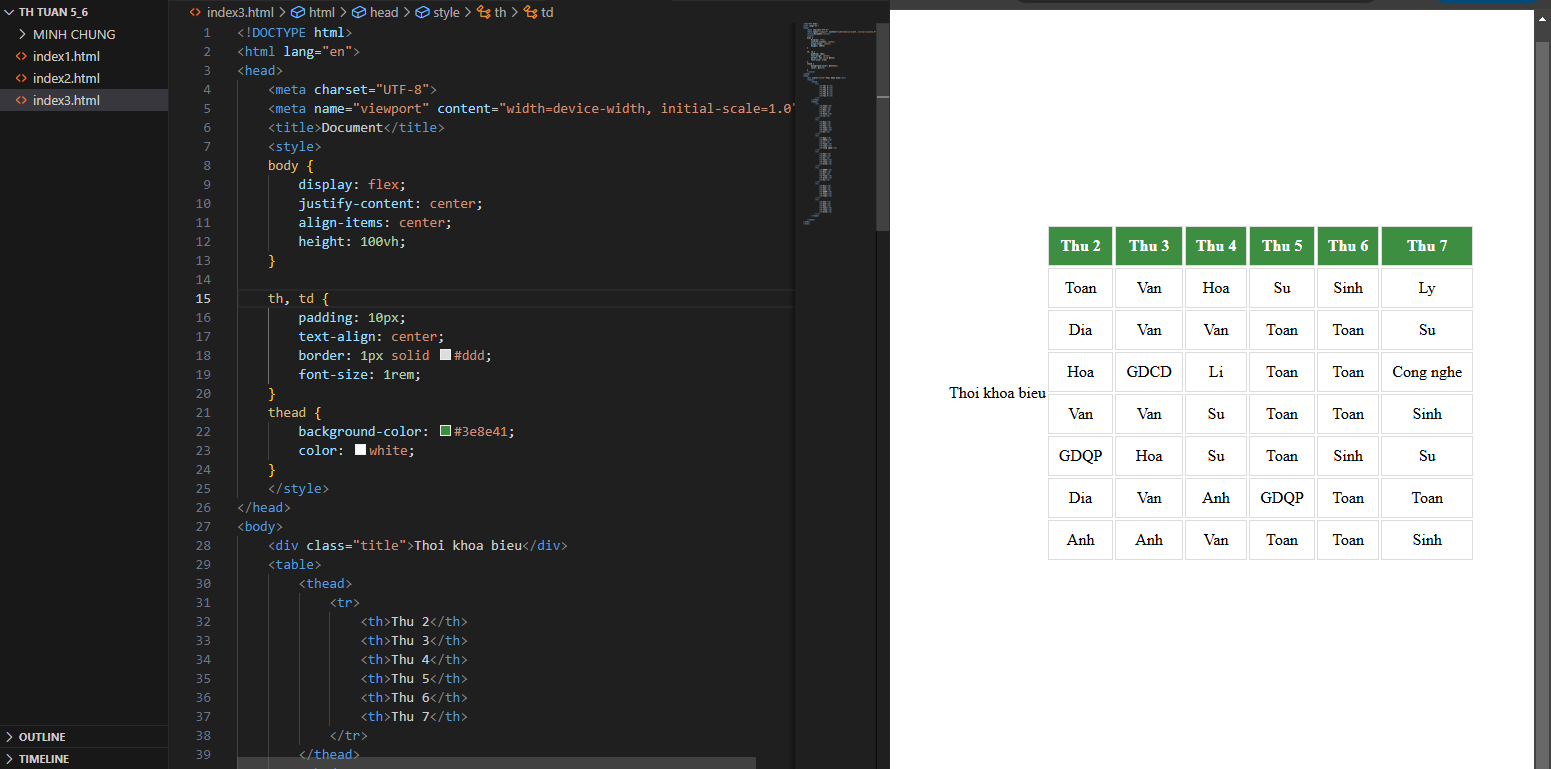 TH TUAN 5_6
MINH CHUNG
index1.html
index2.html
index3.html
OUTLINE
TIMELINE
index3.html > html > head > style > th > td
1 <!DOCTYPE html>
2 <html lang="en">
3 <head>
4 <meta charset="UTF-8">
5 <meta name="viewport" content="width=device-width, initial-scale=1.0"
6 <title>Document</title>
7 <style>
8 body {
9 display: flex;
10 justify-content: center;
11 align-items: center;
12 height: 100vh;
13 }
14
15 th, td {
16 padding: 10px;
17 text-align: center;
18 border: 1px solid #ddd;
19 font-size: 1rem;
20 }
21 thead {
22 background-color: #3e8e41;
23 color: white;
24 }
25 </style>
26 </head>
27 <body>
28 <div class="title">Thoi khoa bieu</div>
29 <table>
30 <thead>
31 <tr>
32 <th>Thu 2</th>
33 <th>Thu 3</th>
34 <th>Thu 4</th>
35 <th>Thu 5</th>
36 <th>Thu 6</th>
37 <th>Thu 7</th>
38 </tr>
39 </thead>
Thoi khoa bieu
Thu 2 Thu 3 Thu 4 Thu 5 Thu 6 Thu 7
Toan Van Hoa Su Sinh Ly
Dia Van Van Toan Toan Su
Hoa GDCD Li Toan Toan Cong nghe
Van Van Su Toan Toan Sinh
GDQP Hoa Su Toan Sinh Su
Dia Van Anh GDQP Toan Toan
Anh Anh Van Toan Toan Sinh